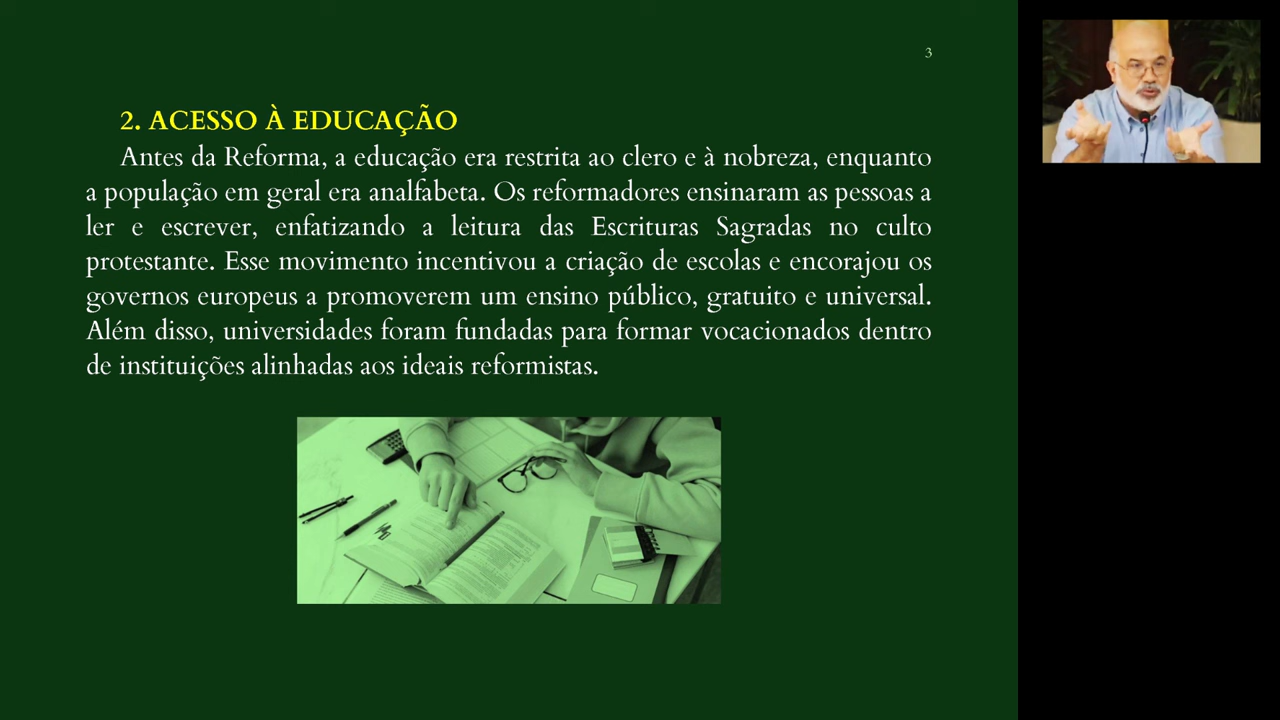 3
2. ACESSO À EDUCAÇÃO
Antes da Reforma, a educação era restrita ao clero e à nobreza, enquanto
a população em geral era analfabeta. Os reformadores ensinaram as pessoas a
ler e escrever, enfatizando a leitura das Escrituras Sagradas no culto
protestante. Esse movimento incentivou a criação de escolas e encorajou os
governos europeus a promoverem um ensino público, gratuito e universal.
Além disso, universidades foram fundadas para formar vocacionados dentro
de instituições alinhadas aos ideais reformistas.